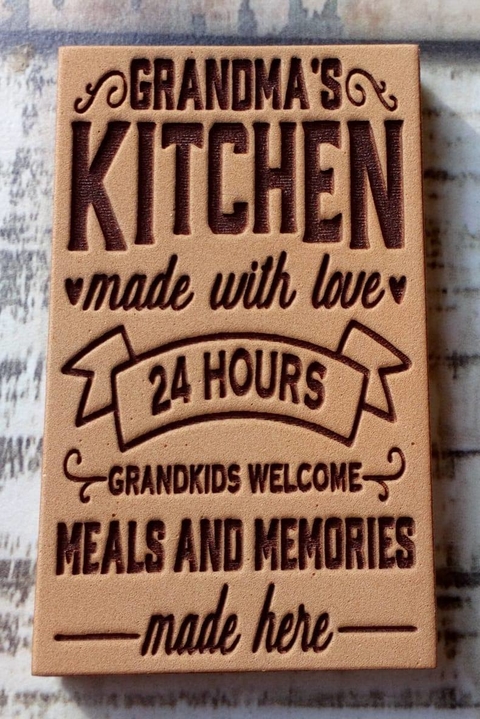 GRANDMA'S
KITCHEN
made with love
24 HOURS
GRANDKIDS WELCOME
MEALS AND MEMORIES
made here